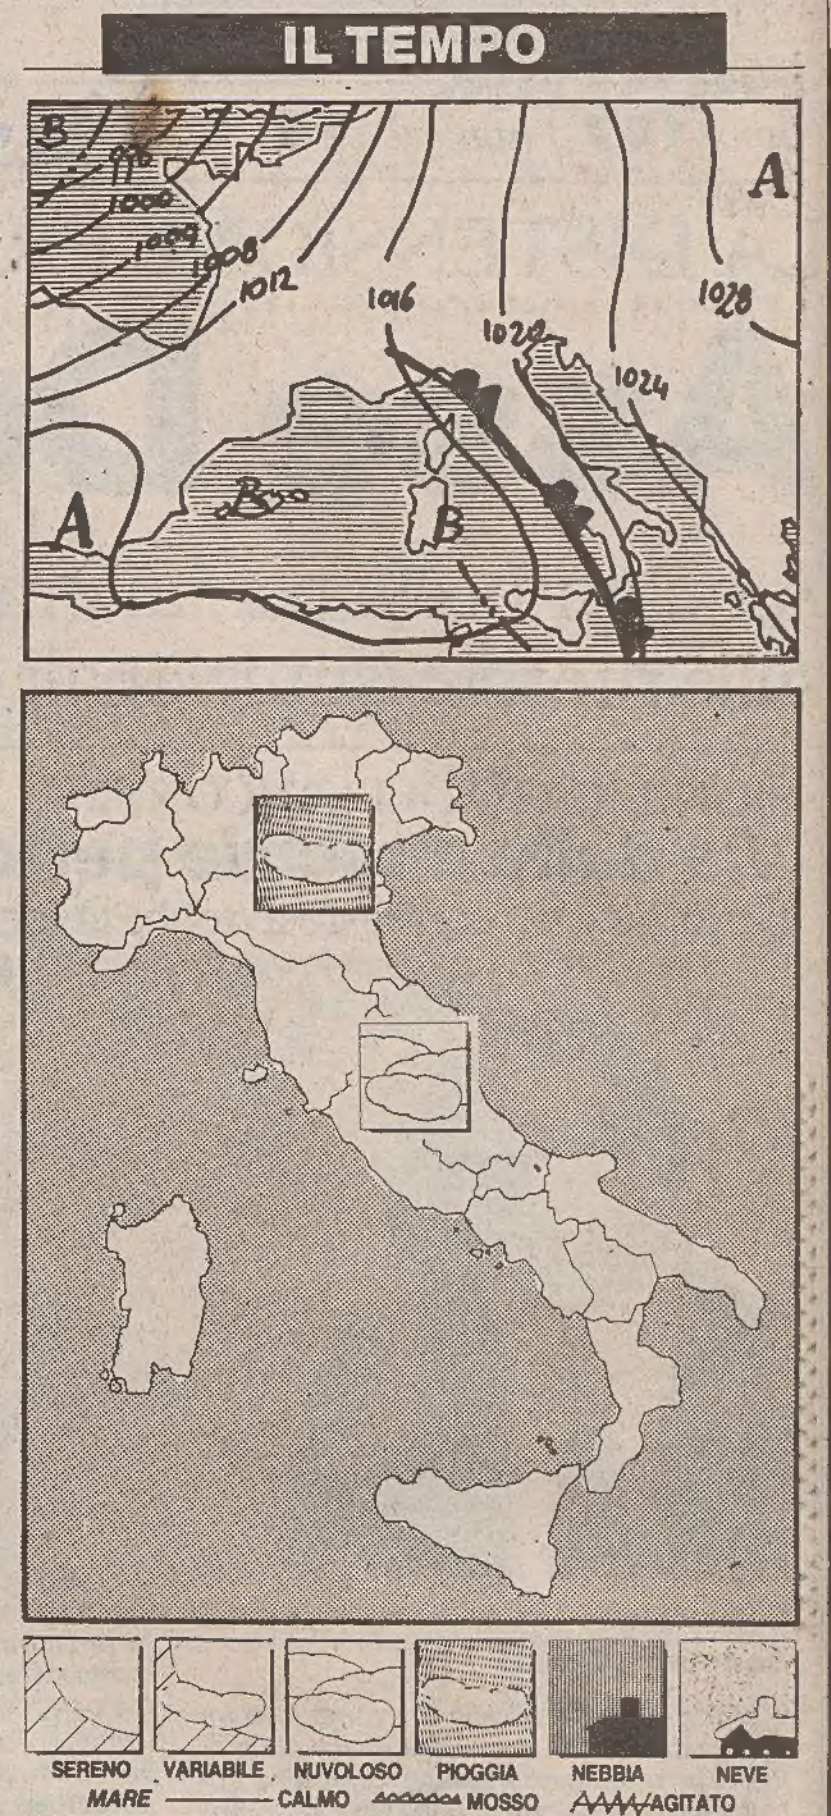 IL TEMPO
B
A
996
1000
1004
1008
1012
1016
1020
1024
1028
A
B
B
SERENO VARIABILE NUVOLOSO PIOGGIA NEBBIA NEVE
MARE CALMO MOSSO AGITATO